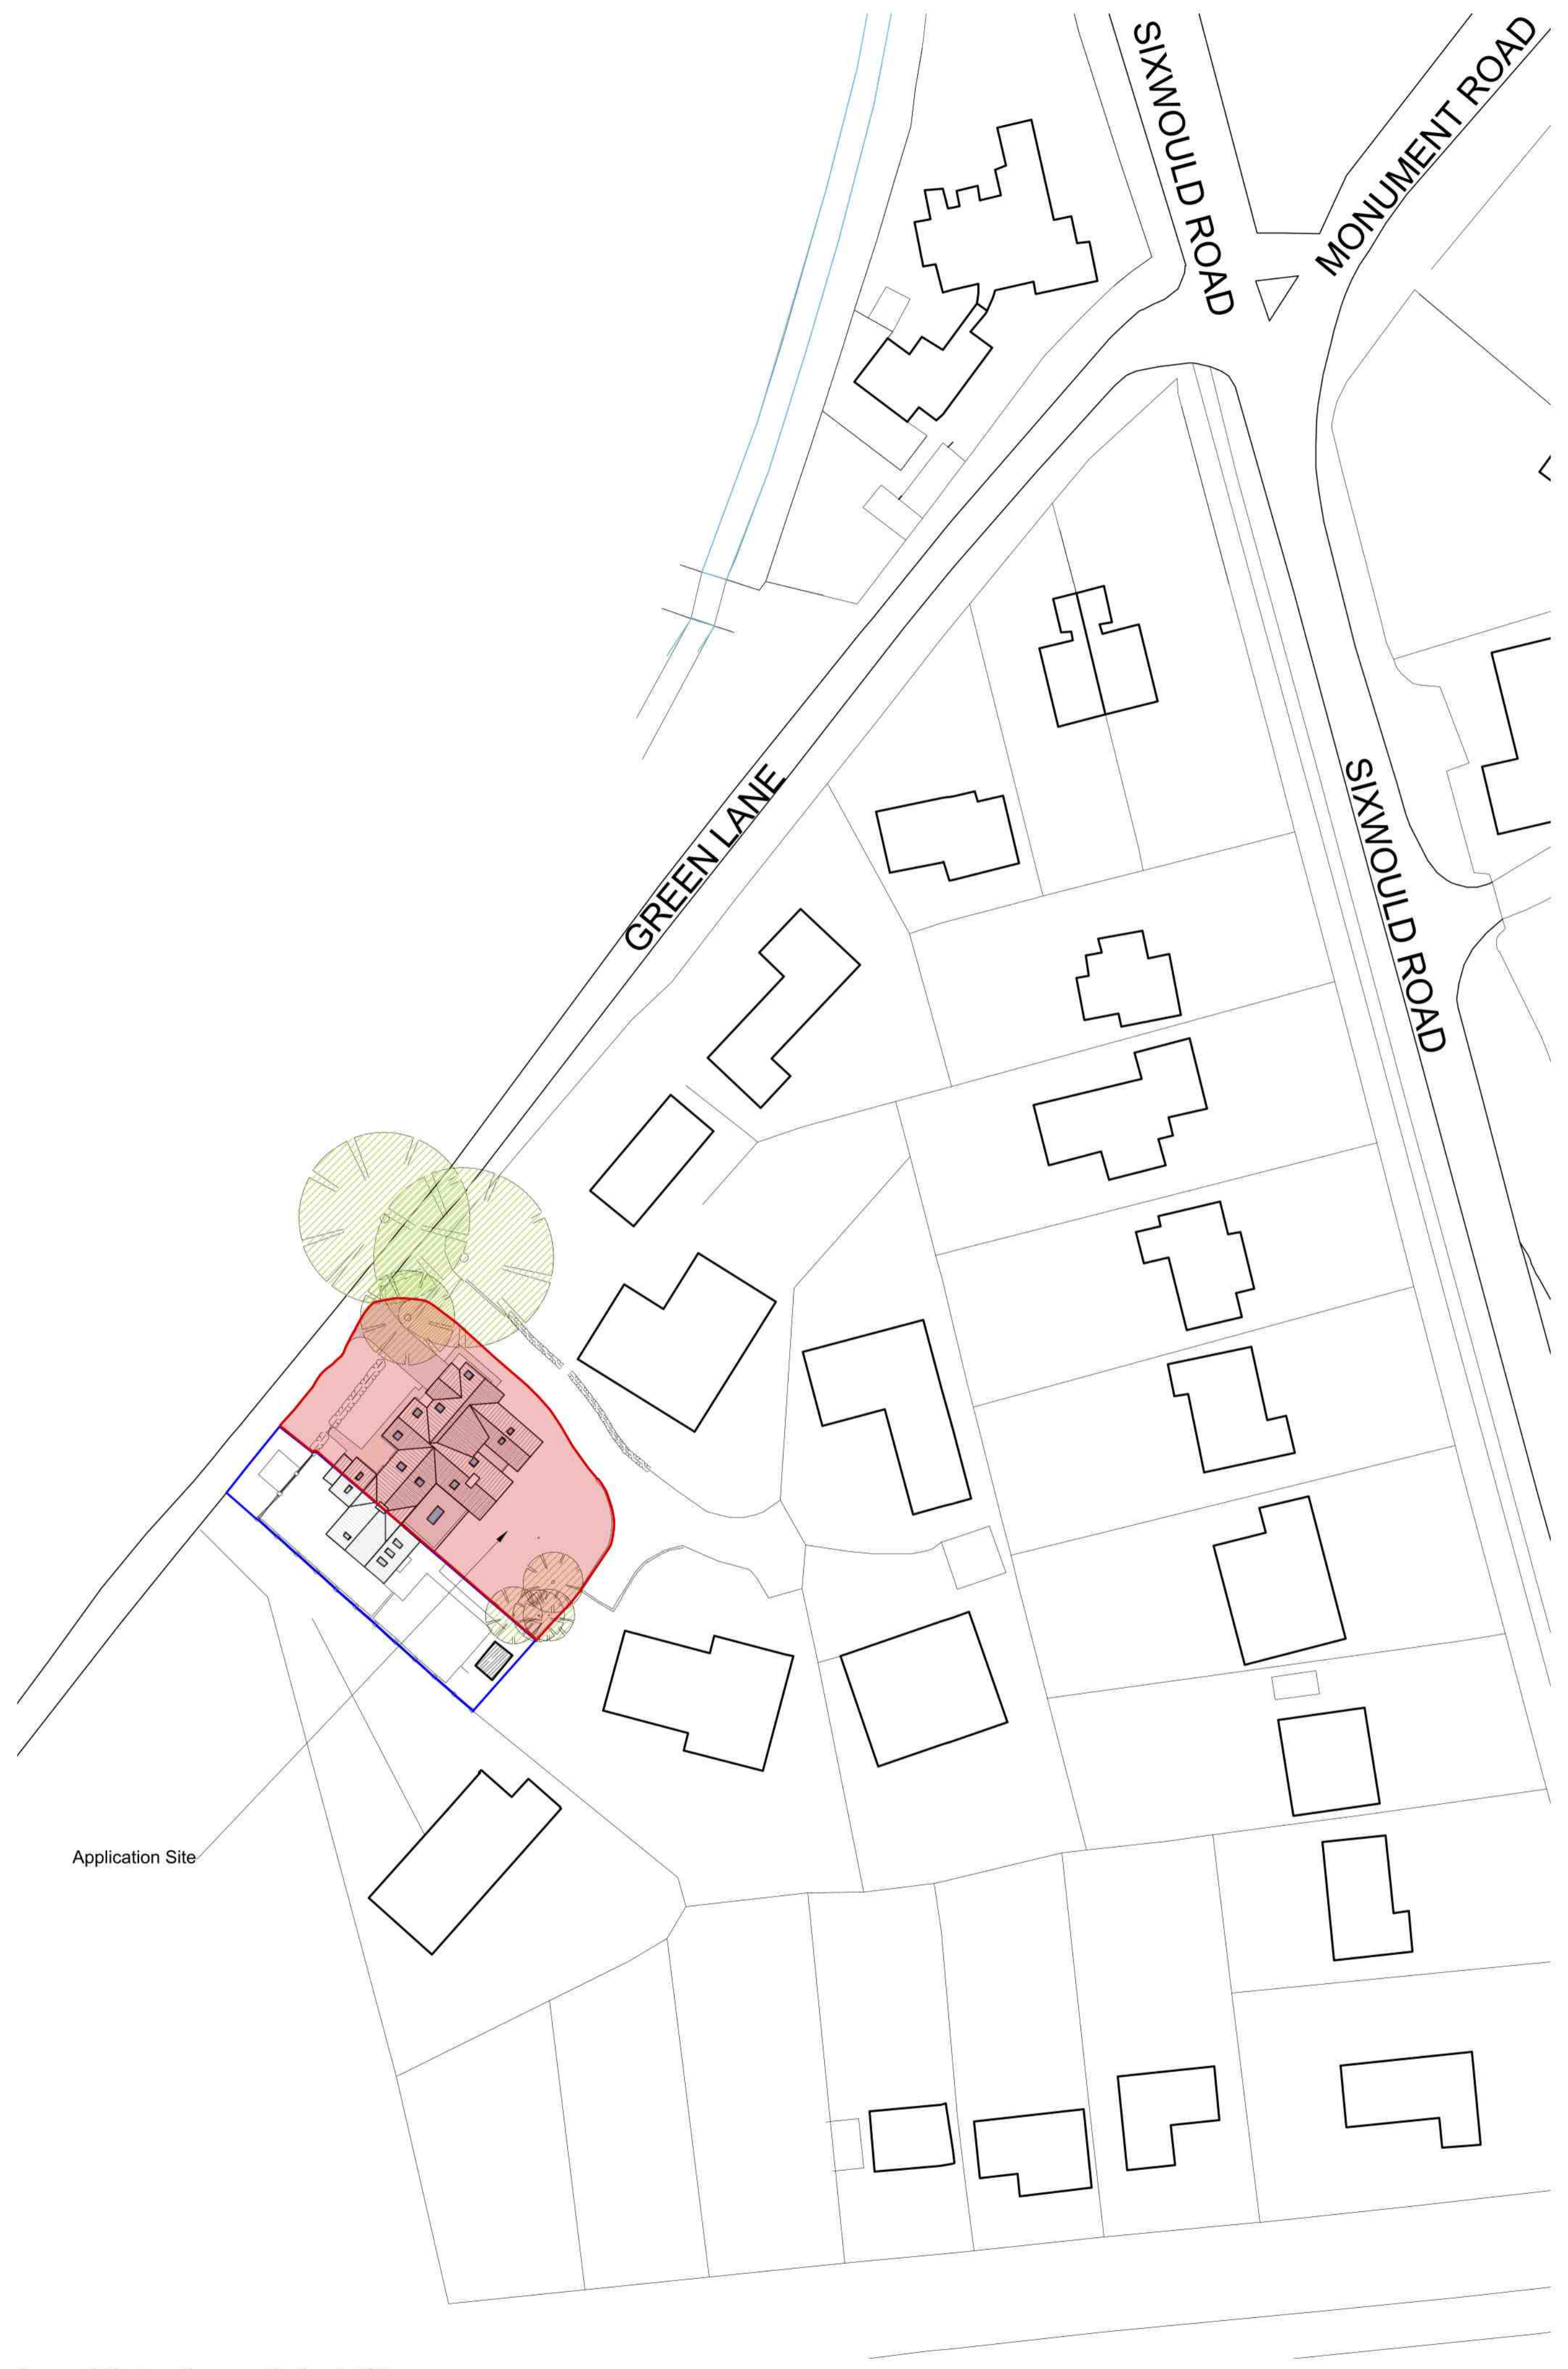 SIXWOULD ROAD
MONUMENT ROAD
GREEN LANE
SIXWOULD ROAD
Application Site